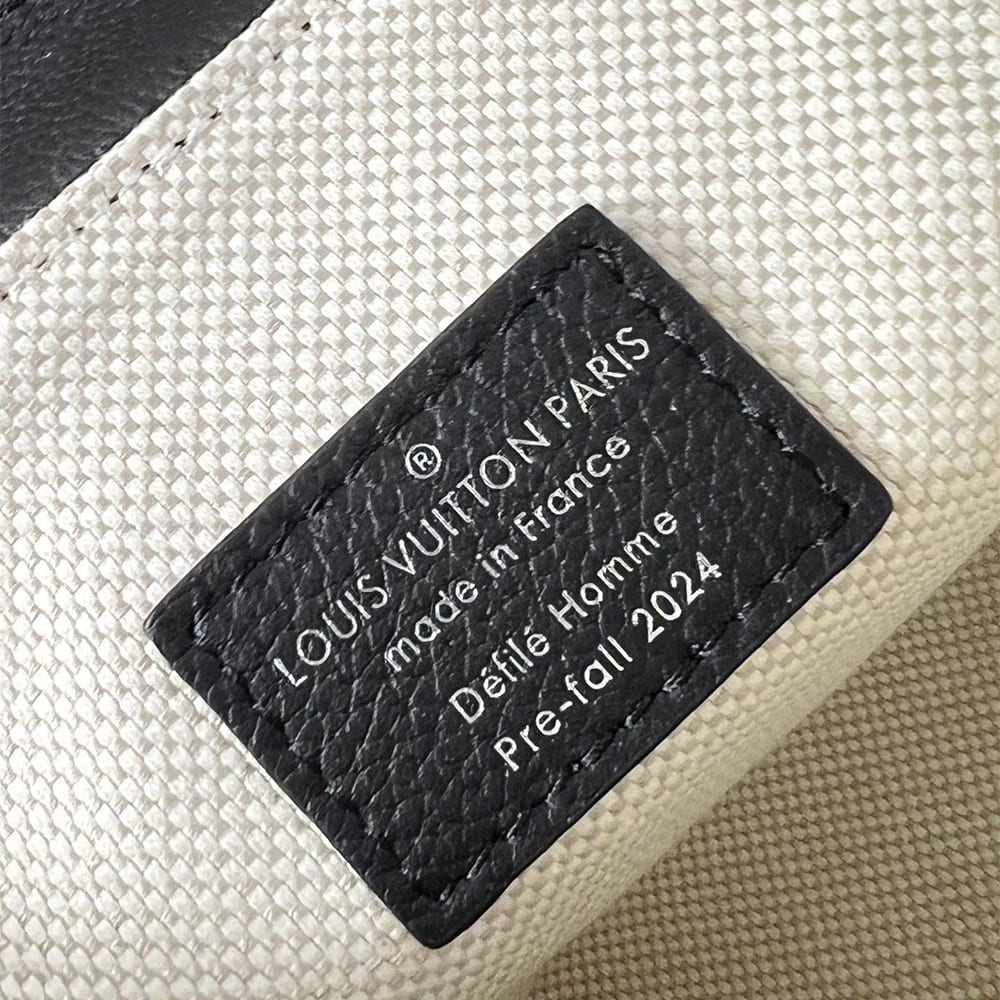 ®
LOUIS VUITTON PARIS
made in France
Défilé Homme
Pre-fall 2024